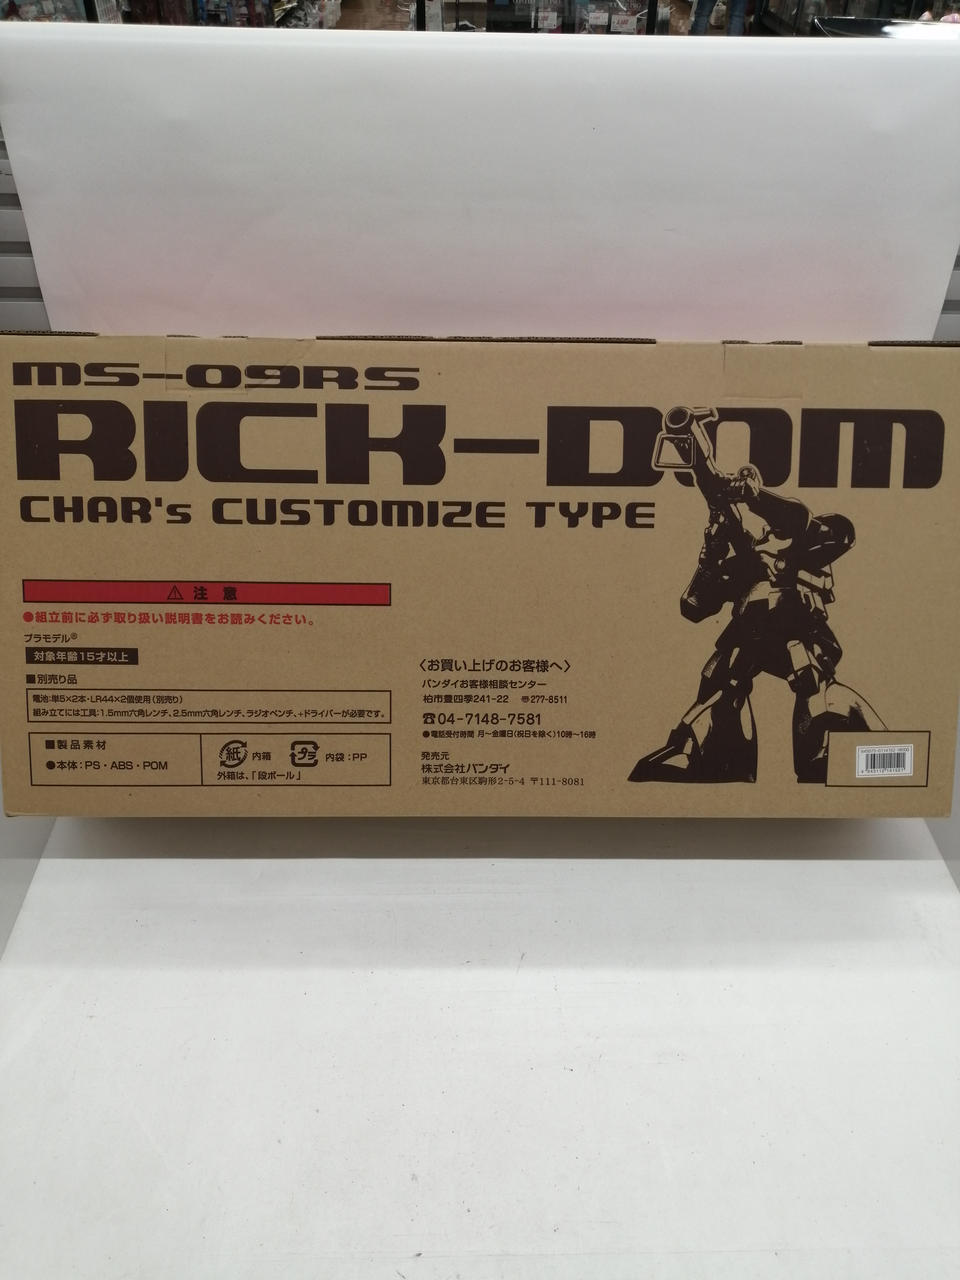 MS-09RS
RICK-DOM
CHAR's CUSTOMIZE TYPE
⚠ 注 意
●組立前に必ず取り扱い説明書をお読みください。
プラモデル®
対象年齢15才以上
■別売り品
電池:単5×2本・LR44×2個使用(別売り)
組み立てには工具:1.5mm六角レンチ、2.5mm六角レンチ、ラジオペンチ、+ドライバーが必要です。
■製品素材
●本体:PS・ABS・POM
紙 内箱
プラ 内袋:PP
外箱は、「段ボール」
〈お買い上げのお客様へ〉
バンダイお客様相談センター
柏市豊四季241-22 〠277-8511
☎04-7148-7581
●電話受付時間 月〜金曜日(祝日を除く)10時〜16時
発売元
株式会社バンダイ
東京都台東区駒形2-5-4 〒111-8081